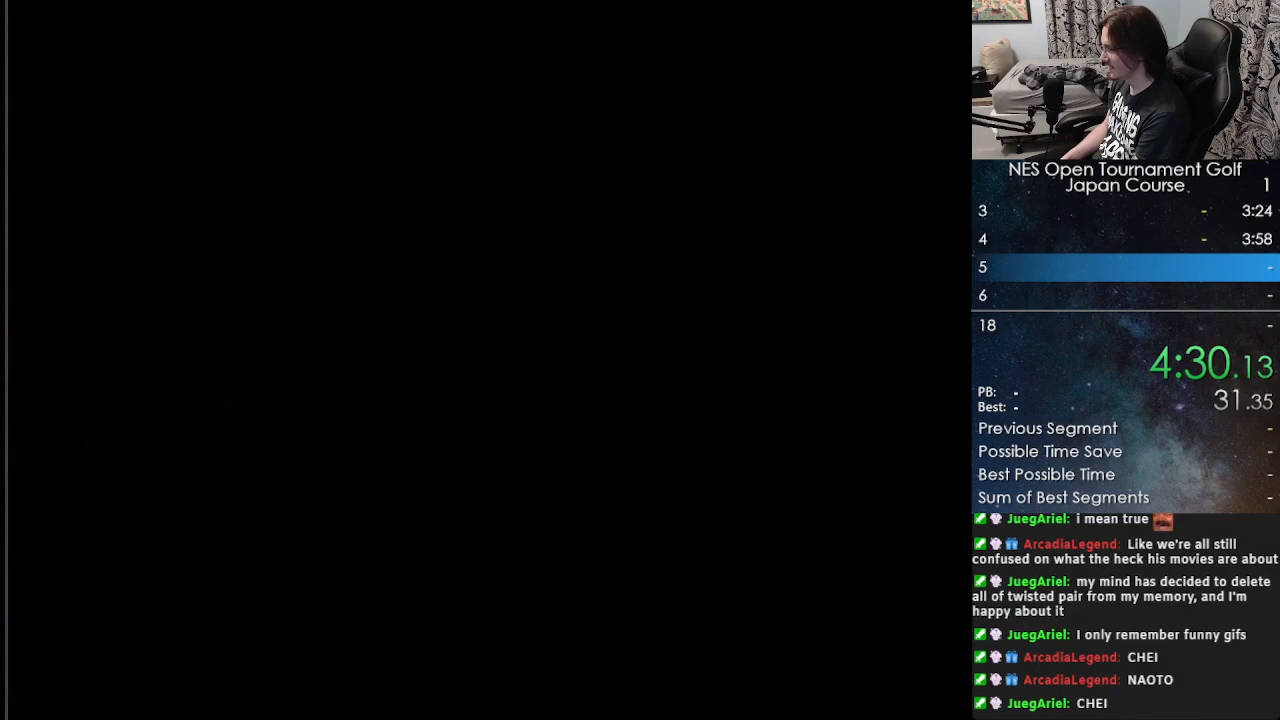 NES Open Tournament Golf
Japan Course 1
3 - 3:24
4 - 3:58
5 -
6 -
18 -
4:30.13
PB: -
31.35
Best: -
Previous Segment -
Possible Time Save -
Best Possible Time -
Sum of Best Segments -
JuegAriel: i mean true
ArcadiaLegend: Like we're all still
confused on what the heck his movies are about
JuegAriel: my mind has decided to delete
all of twisted pair from my memory, and I'm
happy about it
JuegAriel: I only remember funny gifs
ArcadiaLegend: CHEI
ArcadiaLegend: NAOTO
JuegAriel: CHEI